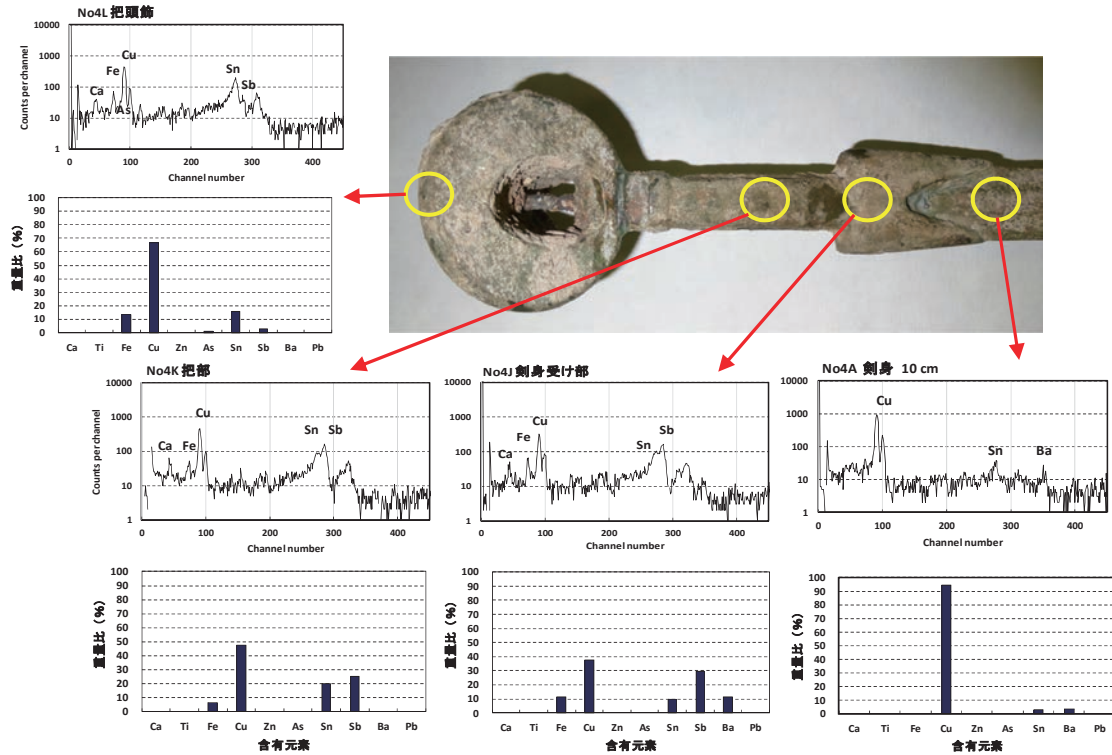 No4L 把頭飾
10000
1000
100
10
1
Counts per channel
Cu
Fe
Ca
As
Sn
Sb
0 100 200 300 400
Channel number
100
90
80
70
60
50
40
30
20
10
0
重量比（%）
Ca Ti Fe Cu Zn As Sn Sb Ba Pb
No4K 把部
10000
1000
100
10
1
Counts per channel
Cu
Ca
Fe
Sn Sb
0 100 200 300 400
Channel number
100
90
80
70
60
50
40
30
20
10
0
重量比（%）
Ca Ti Fe Cu Zn As Sn Sb Ba Pb
含有元素
No4J 剣身受け部
10000
1000
100
10
1
Cu
Fe
Ca
Sb
Sn
0 100 200 300 400
Channel number
100
90
80
70
60
50
40
30
20
10
0
重量比（%）
Ca Ti Fe Cu Zn As Sn Sb Ba Pb
含有元素
No4A 剣身 10 cm
10000
1000
100
10
1
Cu
Sn
Ba
0 100 200 300 400
Channel number
100
90
80
70
60
50
40
30
20
10
0
重量比（%）
Ca Ti Fe Cu Zn As Sn Sb Ba Pb
含有元素